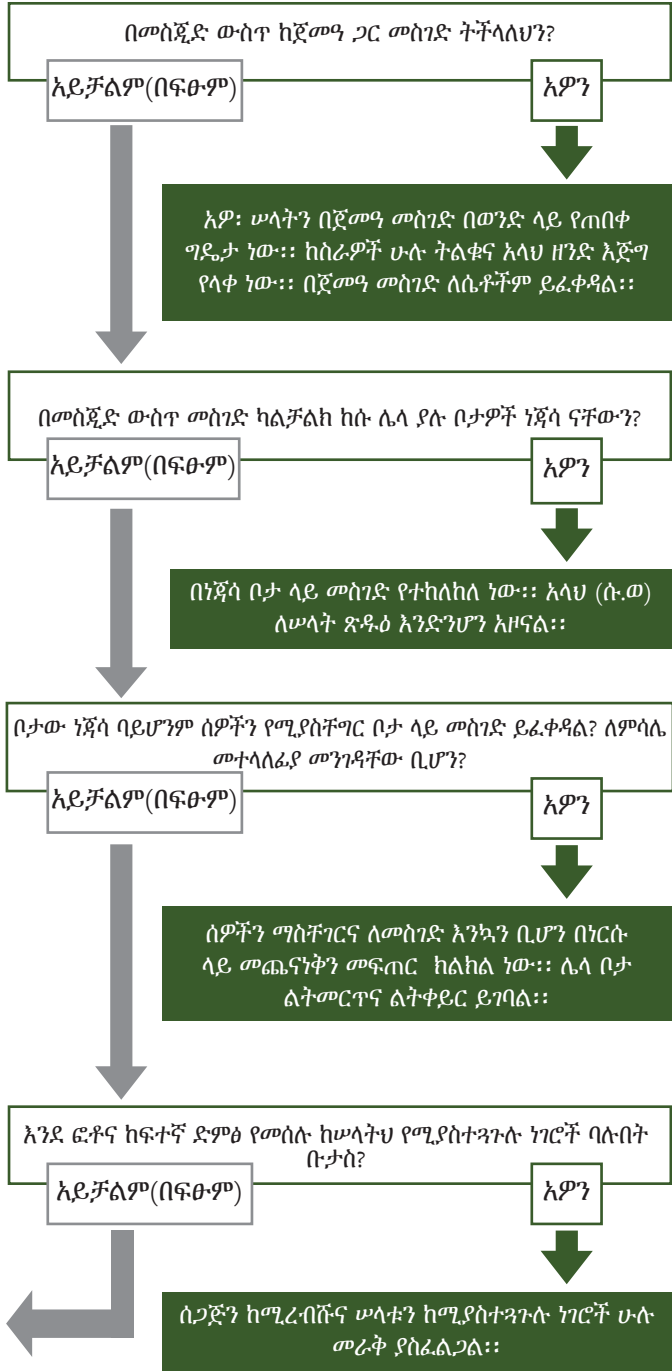 በመስጂድ ውስጥ ከጀመዓ ጋር መስገድ ትችላለህን?
አይቻልም(በፍፁም)
አዎን
አዎ፡ ሠላትን በጀመዓ መስገድ በወንድ ላይ የጠበቀ
ግዴታ ነው፡፡ ከስራዎች ሁሉ ትልቁና አላህ ዘንድ እጅግ
የላቀ ነው፡፡ በጀመዓ መስገድ ለሴቶችም ይፈቀዳል፡፡
በመስጂድ ውስጥ መስገድ ካልቻልክ ከሱ ሌላ ያሉ ቦታዎች ነጃሳ ናቸውን?
አይቻልም(በፍፁም)
አዎን
በነጃሳ ቦታ ላይ መስገድ የተከለከለ ነው፡፡ አላህ (ሱ.ወ)
ለሠላት ጽዱዕ እንድንሆን አዞናል፡፡
ቦታው ነጃሳ ባይሆንም ሰዎችን የሚያስቸግር ቦታ ላይ መስገድ ይፈቀዳል? ለምሳሌ
መተላለፊያ መንገዳቸው ቢሆን?
አይቻልም(በፍፁም)
አዎን
ሰዎችን ማስቸገርና ለመስገድ እንኳን ቢሆን በነርሱ
ላይ መጨናነቅን መፍጠር ክልክል ነው፡፡ ሌላ ቦታ
ልትመርጥና ልትቀይር ይገባል፡፡
እንደ ፎቶና ከፍተኛ ድምፅ የመሰሉ ከሠላትህ የሚያስተጓጉሉ ነገሮች ባሉበት
ቡታስ?
አይቻልም(በፍፁም)
አዎን
ሰጋጅን ከሚረብሹና ሠላቱን ከሚያስተጓጉሉ ነገሮች ሁሉ
መራቅ ያስፈልጋል፡፡